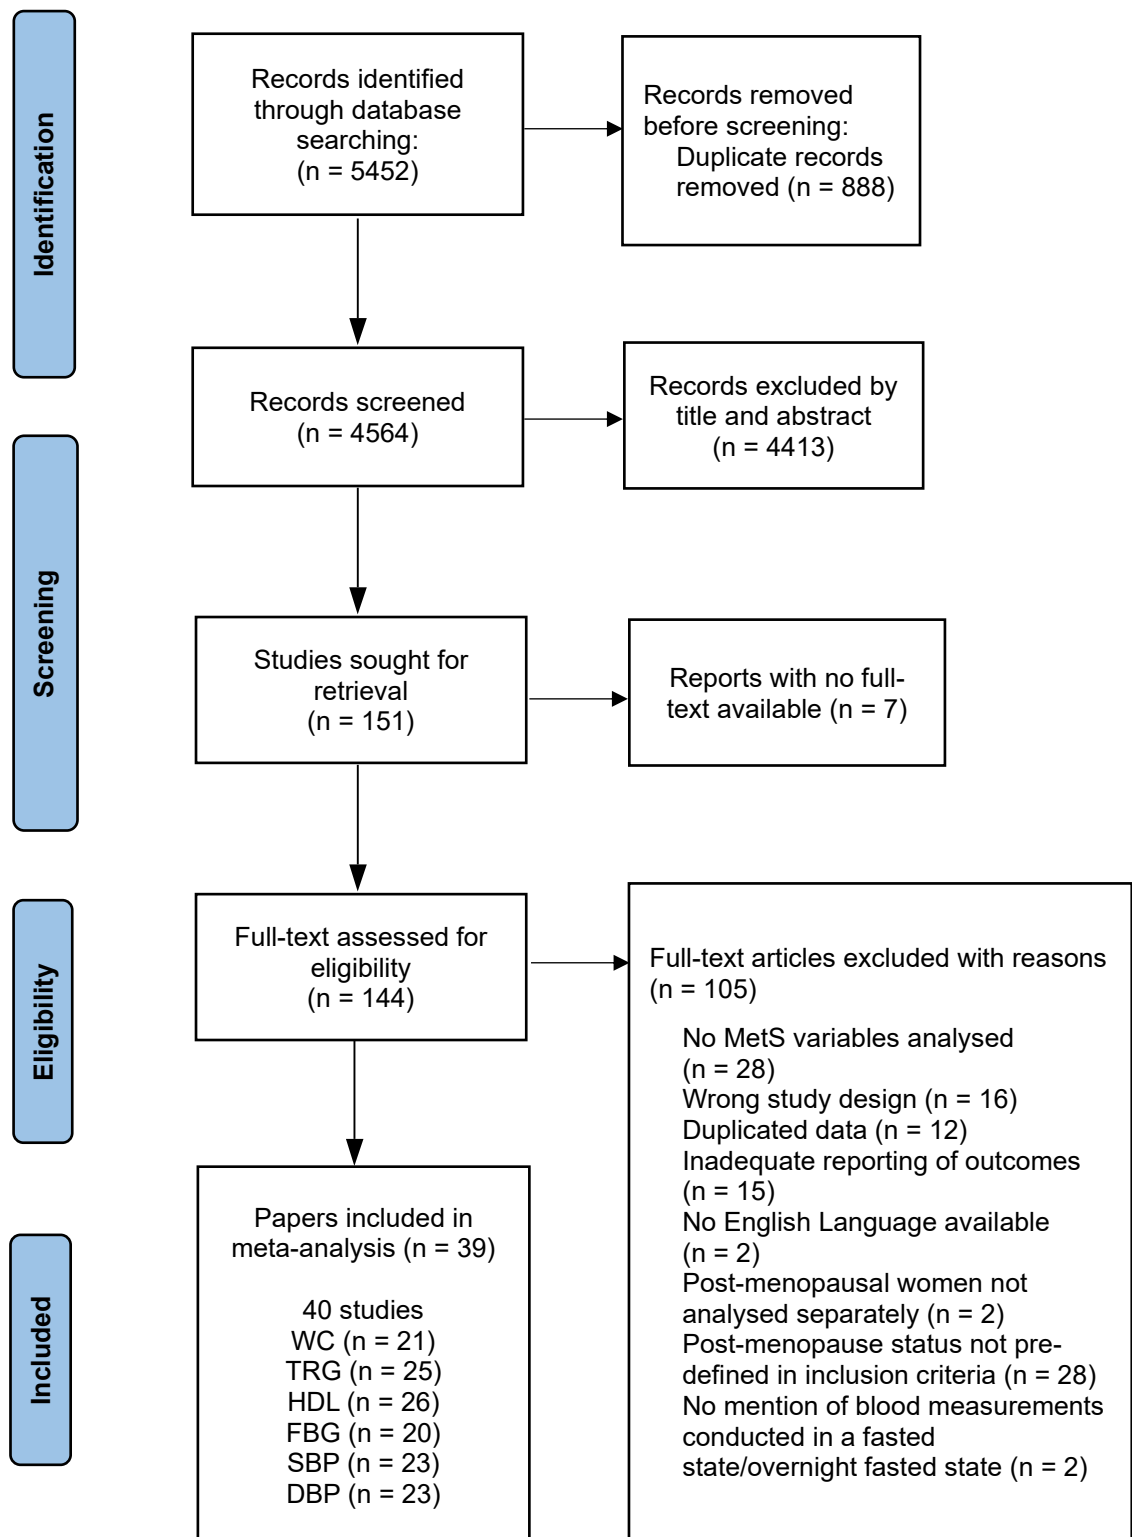 Identification
Records identified
through database
searching:
(n = 5452)
Records removed
before screening:
Duplicate records
removed (n = 888)
Records screened
(n = 4564)
Records excluded by
title and abstract
(n = 4413)
Screening
Studies sought for
retrieval
(n = 151)
Reports with no full-
text available (n = 7)
Eligibility
Full-text assessed for
eligibility
(n = 144)
Full-text articles excluded with reasons
(n = 105)
No MetS variables analysed
(n = 28)
Wrong study design (n = 16)
Duplicated data (n = 12)
Inadequate reporting of outcomes
(n = 15)
No English Language available
(n = 2)
Post-menopausal women not
analysed separately (n = 2)
Post-menopause status not pre-
defined in inclusion criteria (n = 28)
No mention of blood measurements
conducted in a fasted
state/overnight fasted state (n = 2)
Included
Papers included in
meta-analysis (n = 39)
40 studies
WC (n = 21)
TRG (n = 25)
HDL (n = 26)
FBG (n = 20)
SBP (n = 23)
DBP (n = 23)